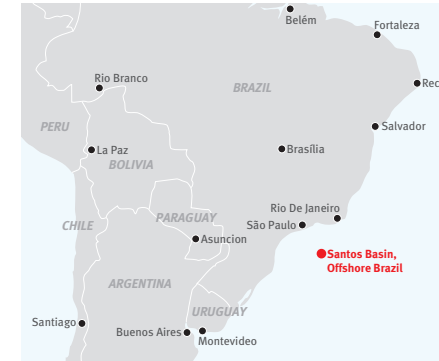 Belém
Fortaleza
Rio Branco
BRAZIL
Rec
PERU
Salvador
La Paz
Brasília
BOLIVIA
Rio De Janeiro
PARAGUAY
CHILE
São Paulo
Asuncion
Santos Basin,
Offshore Brazil
ARGENTINA
URUGUAY
Santiago
Buenos Aires
Montevideo